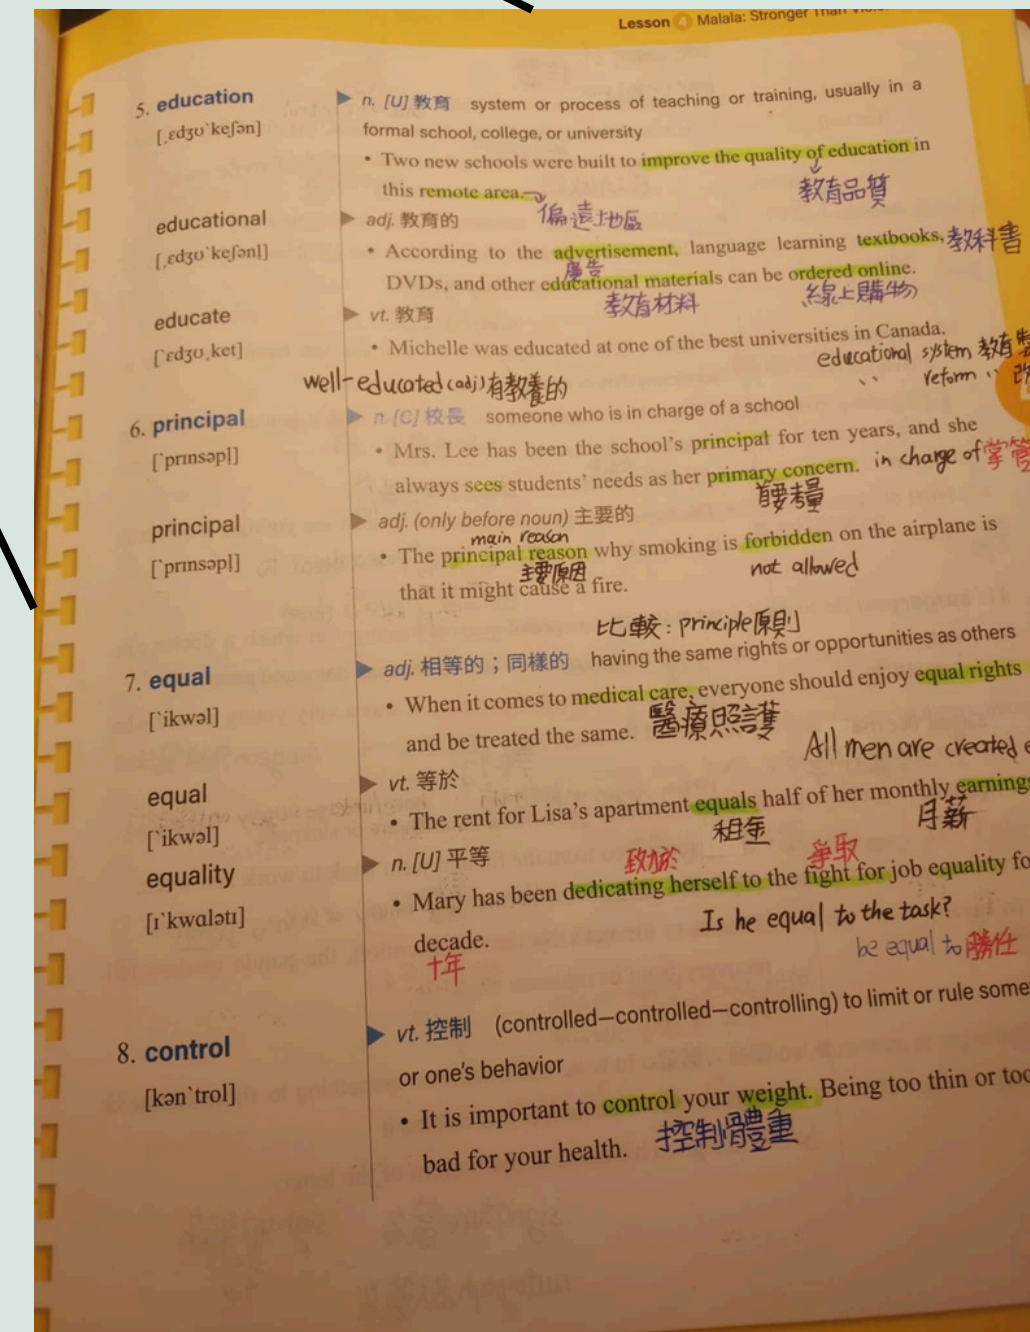 Lesson 4 Malala: Stronger Than
5. education
[ˌɛdʒʊˋkeʃən]
n. [U] 教育 system or process of teaching or training, usually in a
formal school, college, or university
• Two new schools were built to improve the quality of education in
this remote area.
教育品質
偏遠地區
educational
[ˌɛdʒʊˋkeʃənl̩]
adj. 教育的
• According to the advertisement, language learning textbooks, 教科書
廣告
DVDs, and other educational materials can be ordered online.
教育材料 線上購物
educate
[ˋɛdʒʊˌket]
vt. 教育
• Michelle was educated at one of the best universities in Canada.
educational system 教育
reform
well-educated (adj) 有教養的
6. principal
[ˋprɪnsəpl̩]
n. [C] 校長 someone who is in charge of a school
• Mrs. Lee has been the school's principal for ten years, and she
always sees students' needs as her primary concern. in charge of 掌管
principal
[ˋprɪnsəpl̩]
adj. (only before noun) 主要的
main reason
• The principal reason why smoking is forbidden on the airplane is
主要原因 not allowed
that it might cause a fire.
比較: principle 原則
7. equal
[ˋikwəl]
adj. 相等的；同樣的 having the same rights or opportunities as others
• When it comes to medical care, everyone should enjoy equal rights
and be treated the same. 醫療照護
All men are created
equal
[ˋikwəl]
vt. 等於
• The rent for Lisa's apartment equals half of her monthly earnings
租金 月薪
equality
[ɪˋkwɑlətɪ]
n. [U] 平等
致力於 爭取
• Mary has been dedicating herself to the fight for job equality
decade.
十年
Is he equal to the task?
be equal to 勝任
8. control
[kənˋtrol]
vt. 控制 (controlled—controlled—controlling) to limit or rule
or one's behavior
• It is important to control your weight. Being too thin or
bad for your health. 控制體重